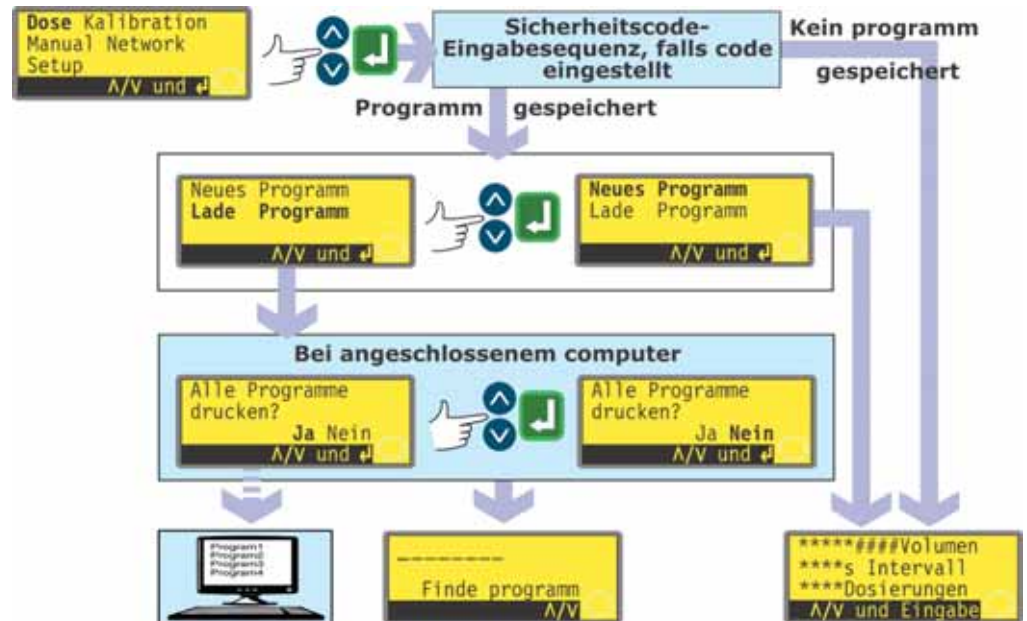 Dose Kalibration
Manual Network
Setup
Λ/V und ↵
Sicherheitscode-
Eingabesequenz, falls code
eingestellt
Kein programm
gespeichert
Programm gespeichert
Neues Programm
Lade Programm
Λ/V und ↵
Neues Programm
Lade Programm
Λ/V und ↵
Bei angeschlossenem computer
Alle Programme
drucken?
Ja Nein
Λ/V und ↵
Alle Programme
drucken?
Ja Nein
Λ/V und ↵
Program1
Program2
Program3
Program4
Finde programm
Λ/V
*****####Volumen
****s Intervall
****Dosierungen
Λ/V und Eingabe